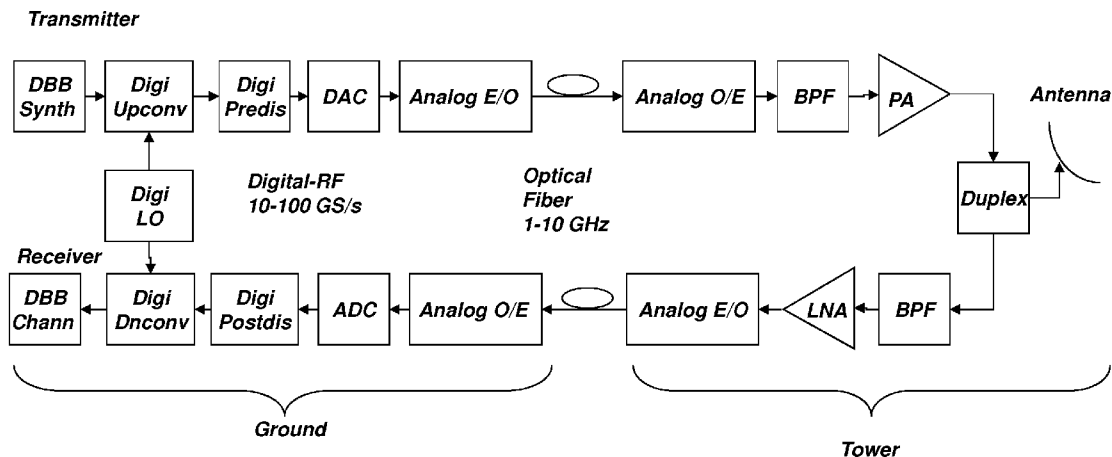 Transmitter
DBB
Synth
Digi
Upconv
Digi
Predis
DAC
Analog E/O
Analog O/E
BPF
PA
Antenna
Digi
LO
Digital-RF
10-100 GS/s
Optical
Fiber
1-10 GHz
Duplex
Receiver
DBB
Chann
Digi
Dnconv
Digi
Postdis
ADC
Analog O/E
Analog E/O
LNA
BPF
Ground
Tower